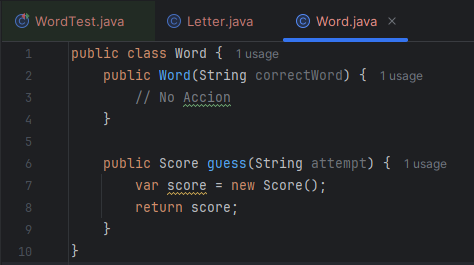 WordTest.java Letter.java Word.java ×
1 public class Word { 1 usage
2 public Word(String correctWord) { 1 usage
3 // No Accion
4 }
5
6 public Score guess(String attempt) { 1 usage
7 var score = new Score();
8 return score;
9 }
10 }